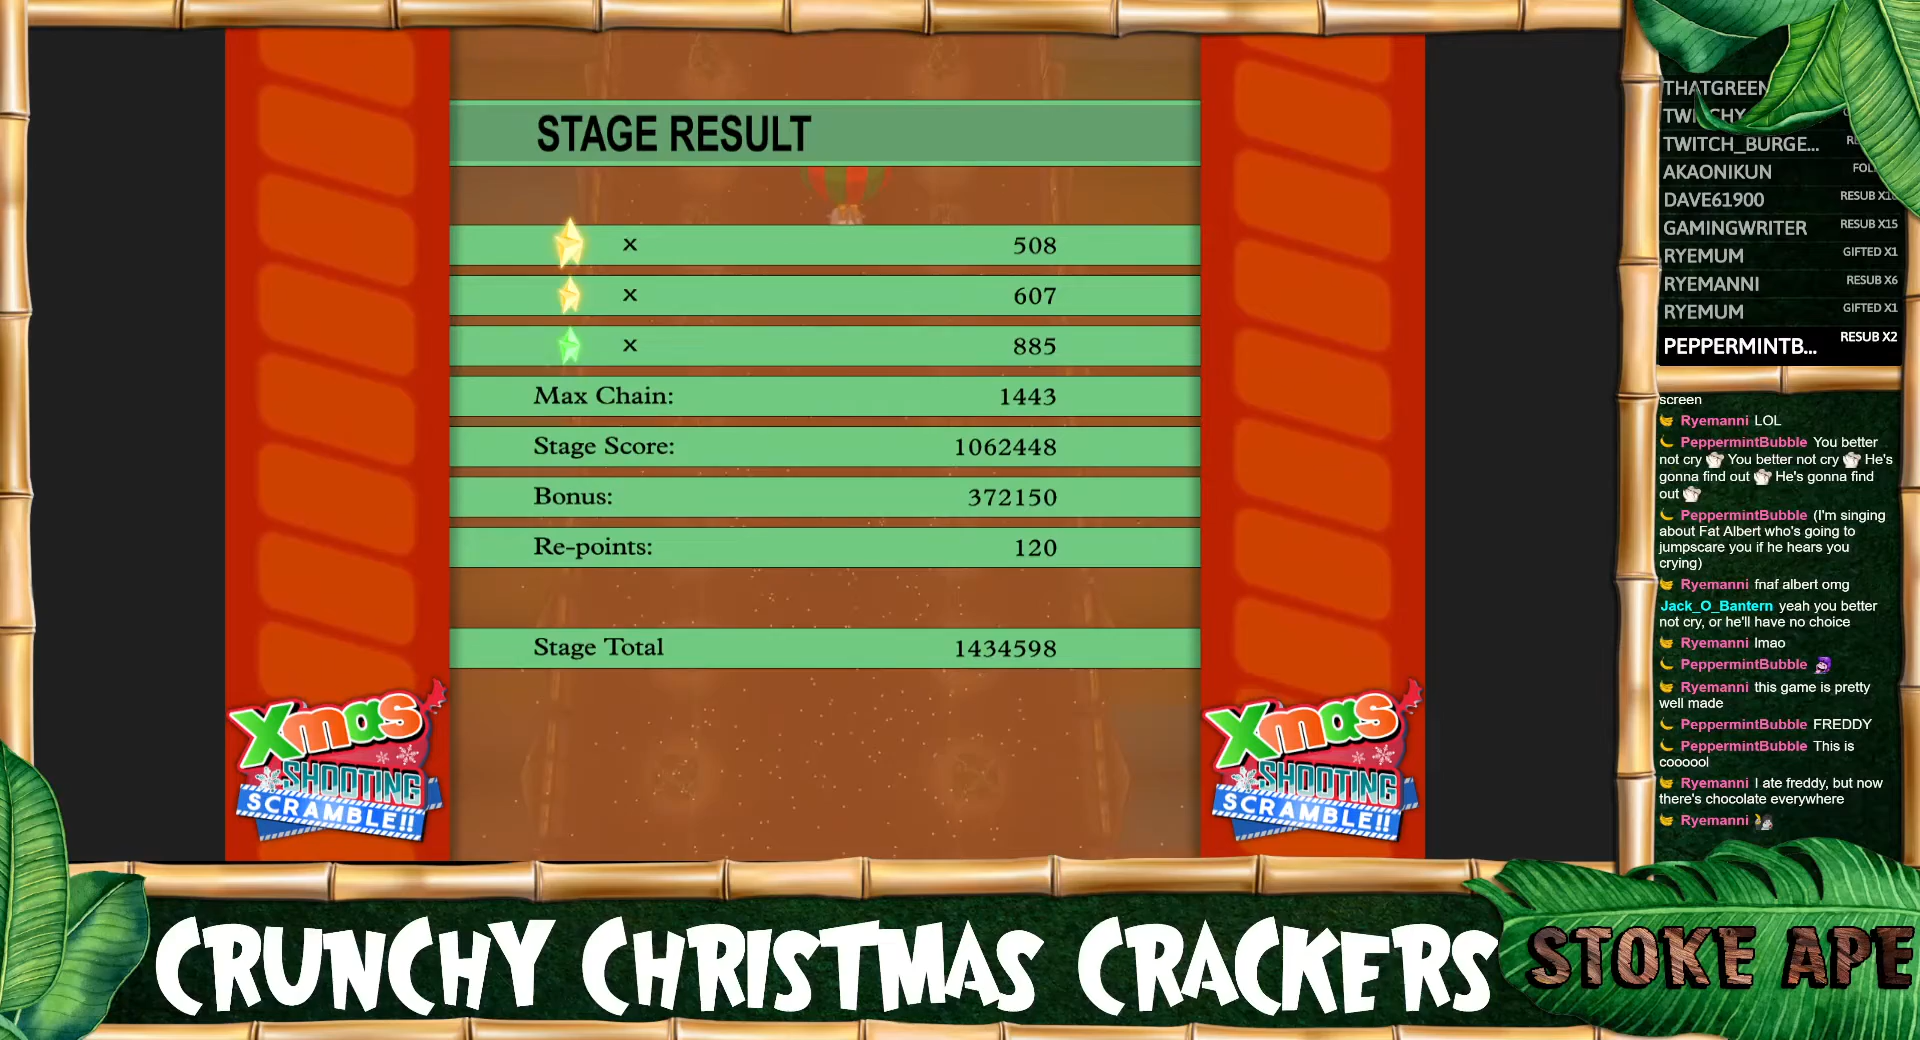 STAGE RESULT
x 508
x 607
x 885
Max Chain: 1443
Stage Score: 1062448
Bonus: 372150
Re-points: 120
Stage Total 1434598
Xmas
SHOOTING
SCRAMBLE!!
Xmas
SHOOTING
SCRAMBLE!!
THATGREEN
TWITCH_BURGE...
AKAONIKUN
DAVE61900
GAMINGWRITER RESUB X15
RYEMUM GIFTED X1
RYEMANNI RESUB X6
RYEMUM GIFTED X1
PEPPERMINTB... RESUB X2
screen
Ryemanni LOL
PeppermintBubble You better
not cry You better not cry He's
gonna find out He's gonna find
out
PeppermintBubble (I'm singing
about Fat Albert who's going to
jumpscare you if he hears you
crying)
Ryemanni fnaf albert omg
Jack_O_Bantern yeah you better
not cry, or he'll have no choice
Ryemanni lmao
PeppermintBubble
Ryemanni this game is pretty
well made
PeppermintBubble FREDDY
PeppermintBubble This is
coooool
Ryemanni I ate freddy, but now
there's chocolate everywhere
Ryemanni
CRUNCHY CHRISTMAS CRACKERS
STOKE APE